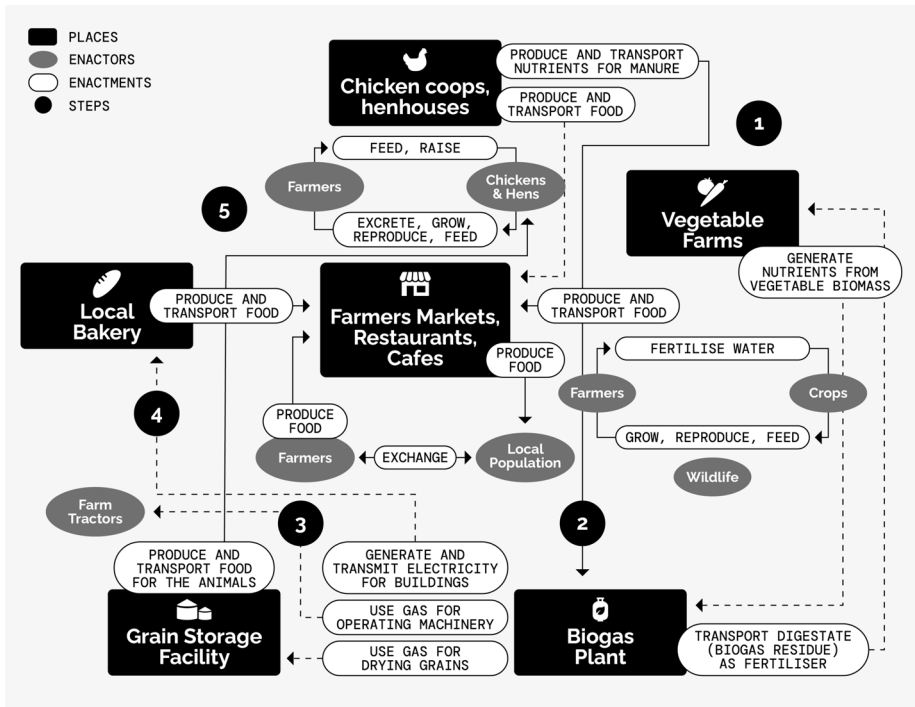 PLACES
ENACTORS
ENACTMENTS
STEPS
Chicken coops,
henhouses
PRODUCE AND TRANSPORT
NUTRIENTS FOR MANURE
PRODUCE AND
TRANSPORT FOOD
1
FEED, RAISE
Farmers
Chickens
& Hens
EXCRETE, GROW,
REPRODUCE, FEED
5
Vegetable
Farms
GENERATE
NUTRIENTS FROM
VEGETABLE BIOMASS
Local
Bakery
PRODUCE AND
TRANSPORT FOOD
Farmers Markets,
Restaurants,
Cafes
PRODUCE AND
TRANSPORT FOOD
PRODUCE
FOOD
FERTILISE WATER
Farmers
Crops
GROW, REPRODUCE, FEED
Wildlife
4
PRODUCE
FOOD
Farmers
EXCHANGE
Local
Population
Farm
Tractors
3
2
PRODUCE AND
TRANSPORT FOOD
FOR THE ANIMALS
GENERATE AND
TRANSMIT ELECTRICITY
FOR BUILDINGS
USE GAS FOR
OPERATING MACHINERY
USE GAS FOR
DRYING GRAINS
Grain Storage
Facility
Biogas
Plant
TRANSPORT DIGESTATE
(BIOGAS RESIDUE)
AS FERTILISER